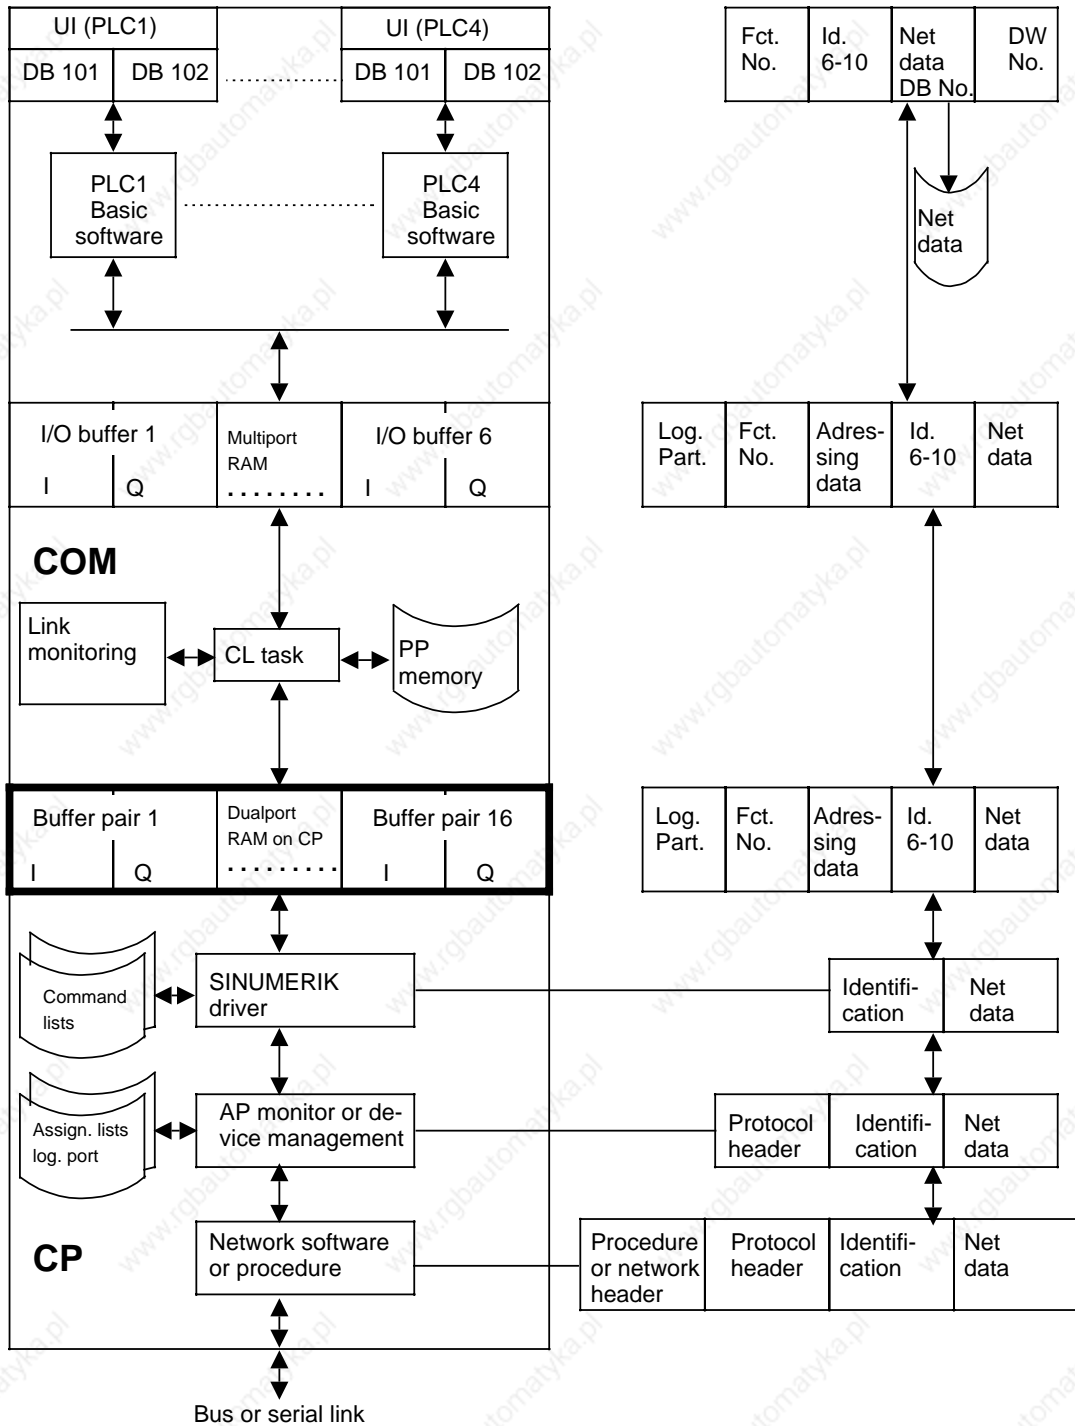 UI (PLC1)
UI (PLC4)
DB 101
DB 102
DB 101
DB 102
Fct.
No.
Id.
6-10
Net
data
DB No.
DW
No.
PLC1
Basic
software
PLC4
Basic
software
Net
data
I/O buffer 1
I
Q
Multiport
RAM
I/O buffer 6
I
Q
Log.
Part.
Fct.
No.
Adres-
sing
data
Id.
6-10
Net
data
COM
Link
monitoring
CL task
PP
memory
Buffer pair 1
I
Q
Dualport
RAM on CP
Buffer pair 16
I
Q
Log.
Part.
Fct.
No.
Adres-
sing
data
Id.
6-10
Net
data
Command
lists
SINUMERIK
driver
Identifi-
cation
Net
data
Assign. lists
log. port
AP monitor or de-
vice management
Protocol
header
Identifi-
cation
Net
data
CP
Network software
or procedure
Procedure
or network
header
Protocol
header
Identifi-
cation
Net
data
Bus or serial link
www.rgbautomatyka.pl